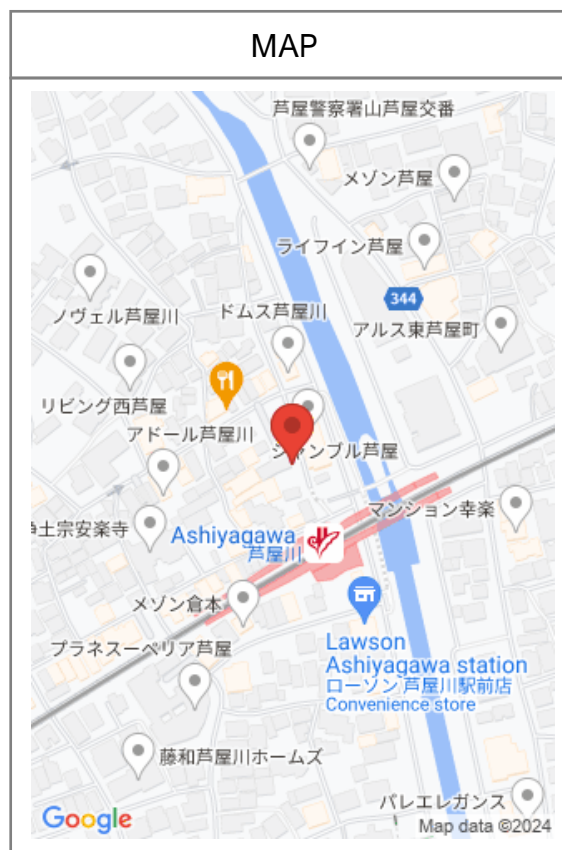 MAP
芦屋警察署山芦屋交番
メゾン芦屋
ライフイン芦屋
344
ノヴェル芦屋川
ドムス芦屋川
アルス東芦屋町
リビング西芦屋
アドール芦屋川
シャンブル芦屋
マンション幸楽
土宗安楽寺
Ashiyagawa
芦屋川
メゾン倉本
プラネスーペリア芦屋
Lawson
Ashiyagawa station
ローソン 芦屋川駅前店
Convenience store
藤和芦屋川ホームズ
パレエレガンス
Google
Map data ©2024